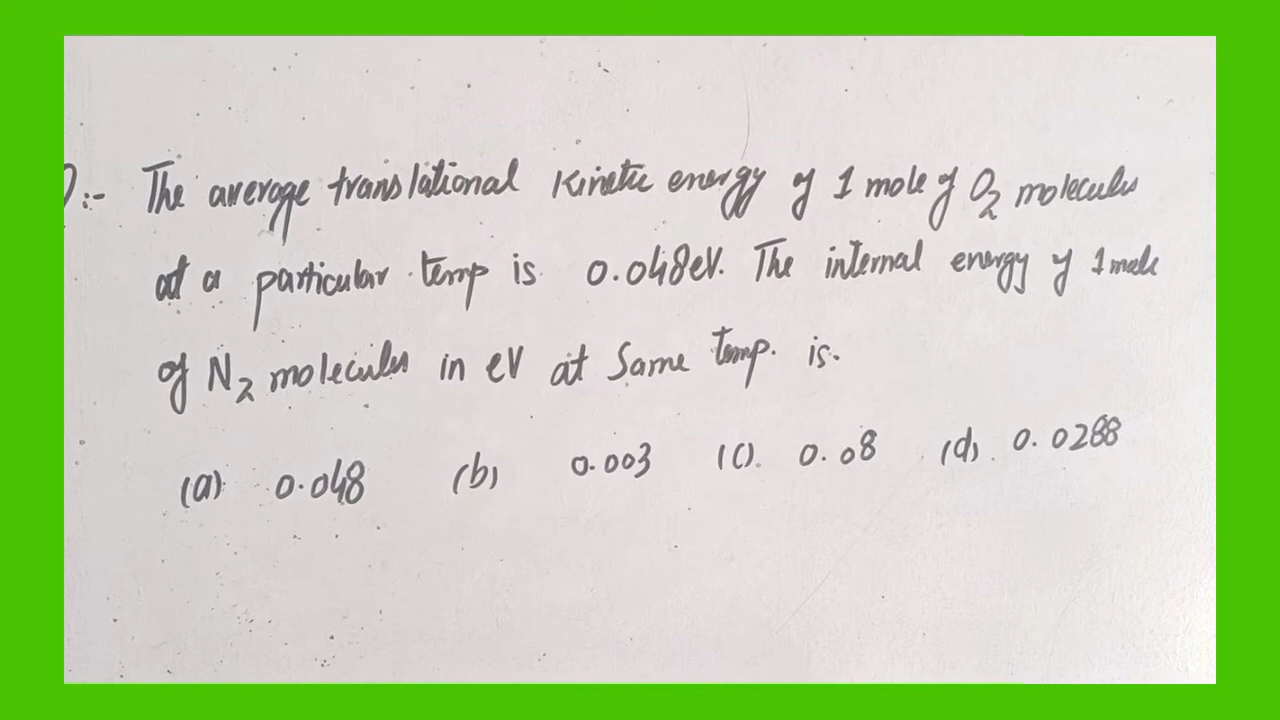 Q:- The average translational kinetic energy of 1 mole of O2 molecules
at a particular temp is 0.048eV. The internal energy of 1 mole
of N2 molecules in eV at Same temp. is.
(a) 0.048 (b) 0.003 (c). 0.08 (d). 0.0288